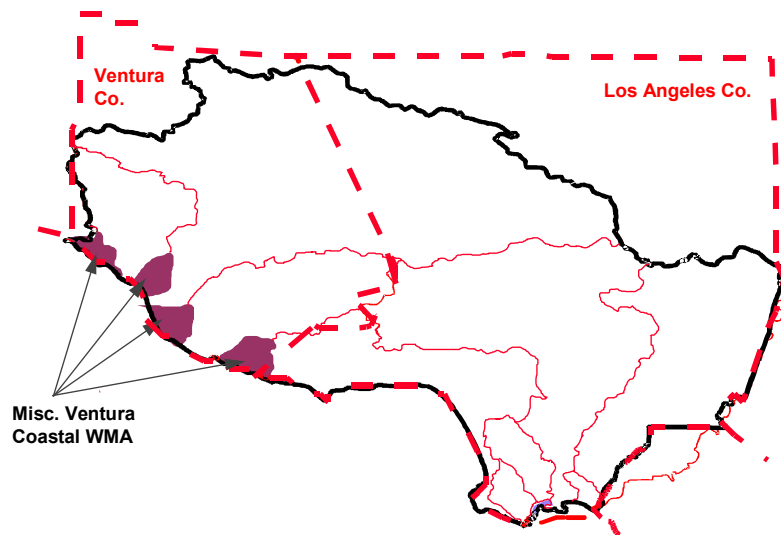 Ventura
Co.
Los Angeles Co.
Misc. Ventura
Coastal WMA